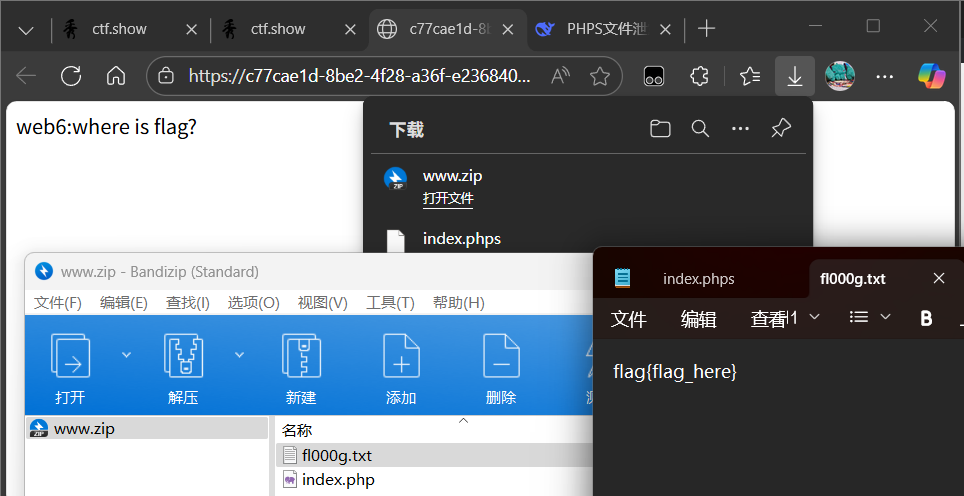 ctf.show
ctf.show
c77cae1d-8b
PHPS文件泄
https://c77cae1d-8be2-4f28-a36f-e236840...
web6:where is flag?
下载
www.zip
打开文件
index.phps
www.zip - Bandizip (Standard)
文件(F) 编辑(E) 查找(I) 选项(O) 视图(V) 工具(T) 帮助(H)
打开 解压 新建 添加 删除
www.zip
名称
fl000g.txt
index.php
index.phps
fl000g.txt
文件 编辑 查看 H1 B
flag{flag_here}